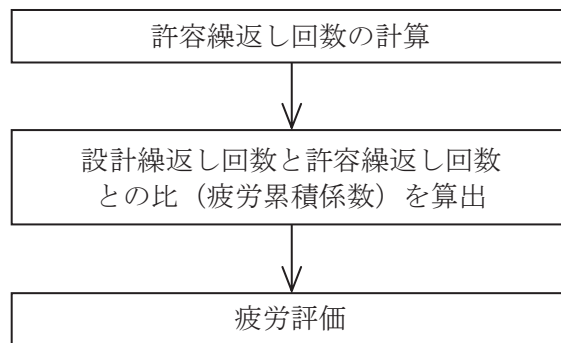 許容繰返し回数の計算
設計繰返し回数と許容繰返し回数
との比（疲労累積係数）を算出
疲労評価